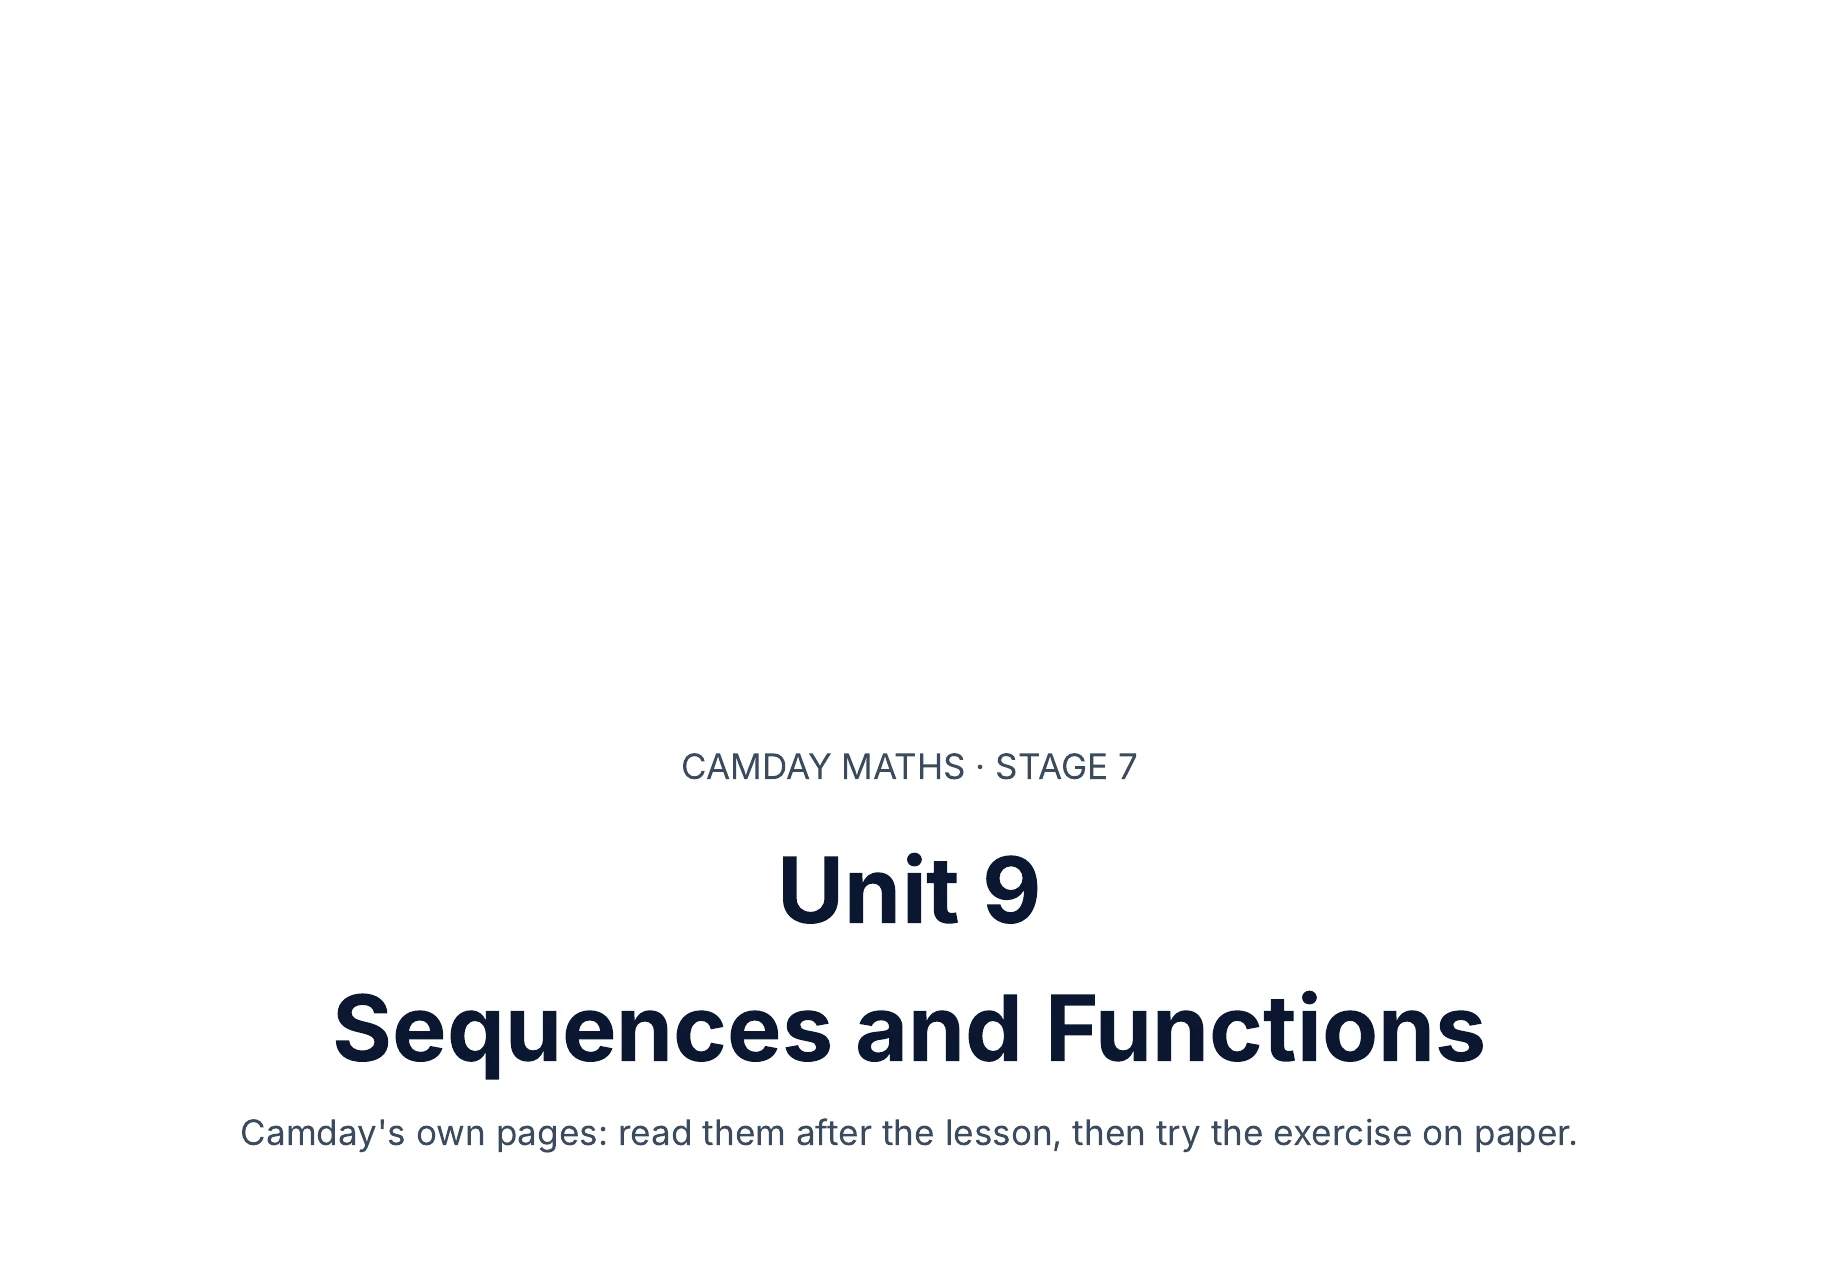 CAMDAY MATHS · STAGE 7
Unit 9
Sequences and Functions
Camday's own pages: read them after the lesson, then try the exercise on paper.